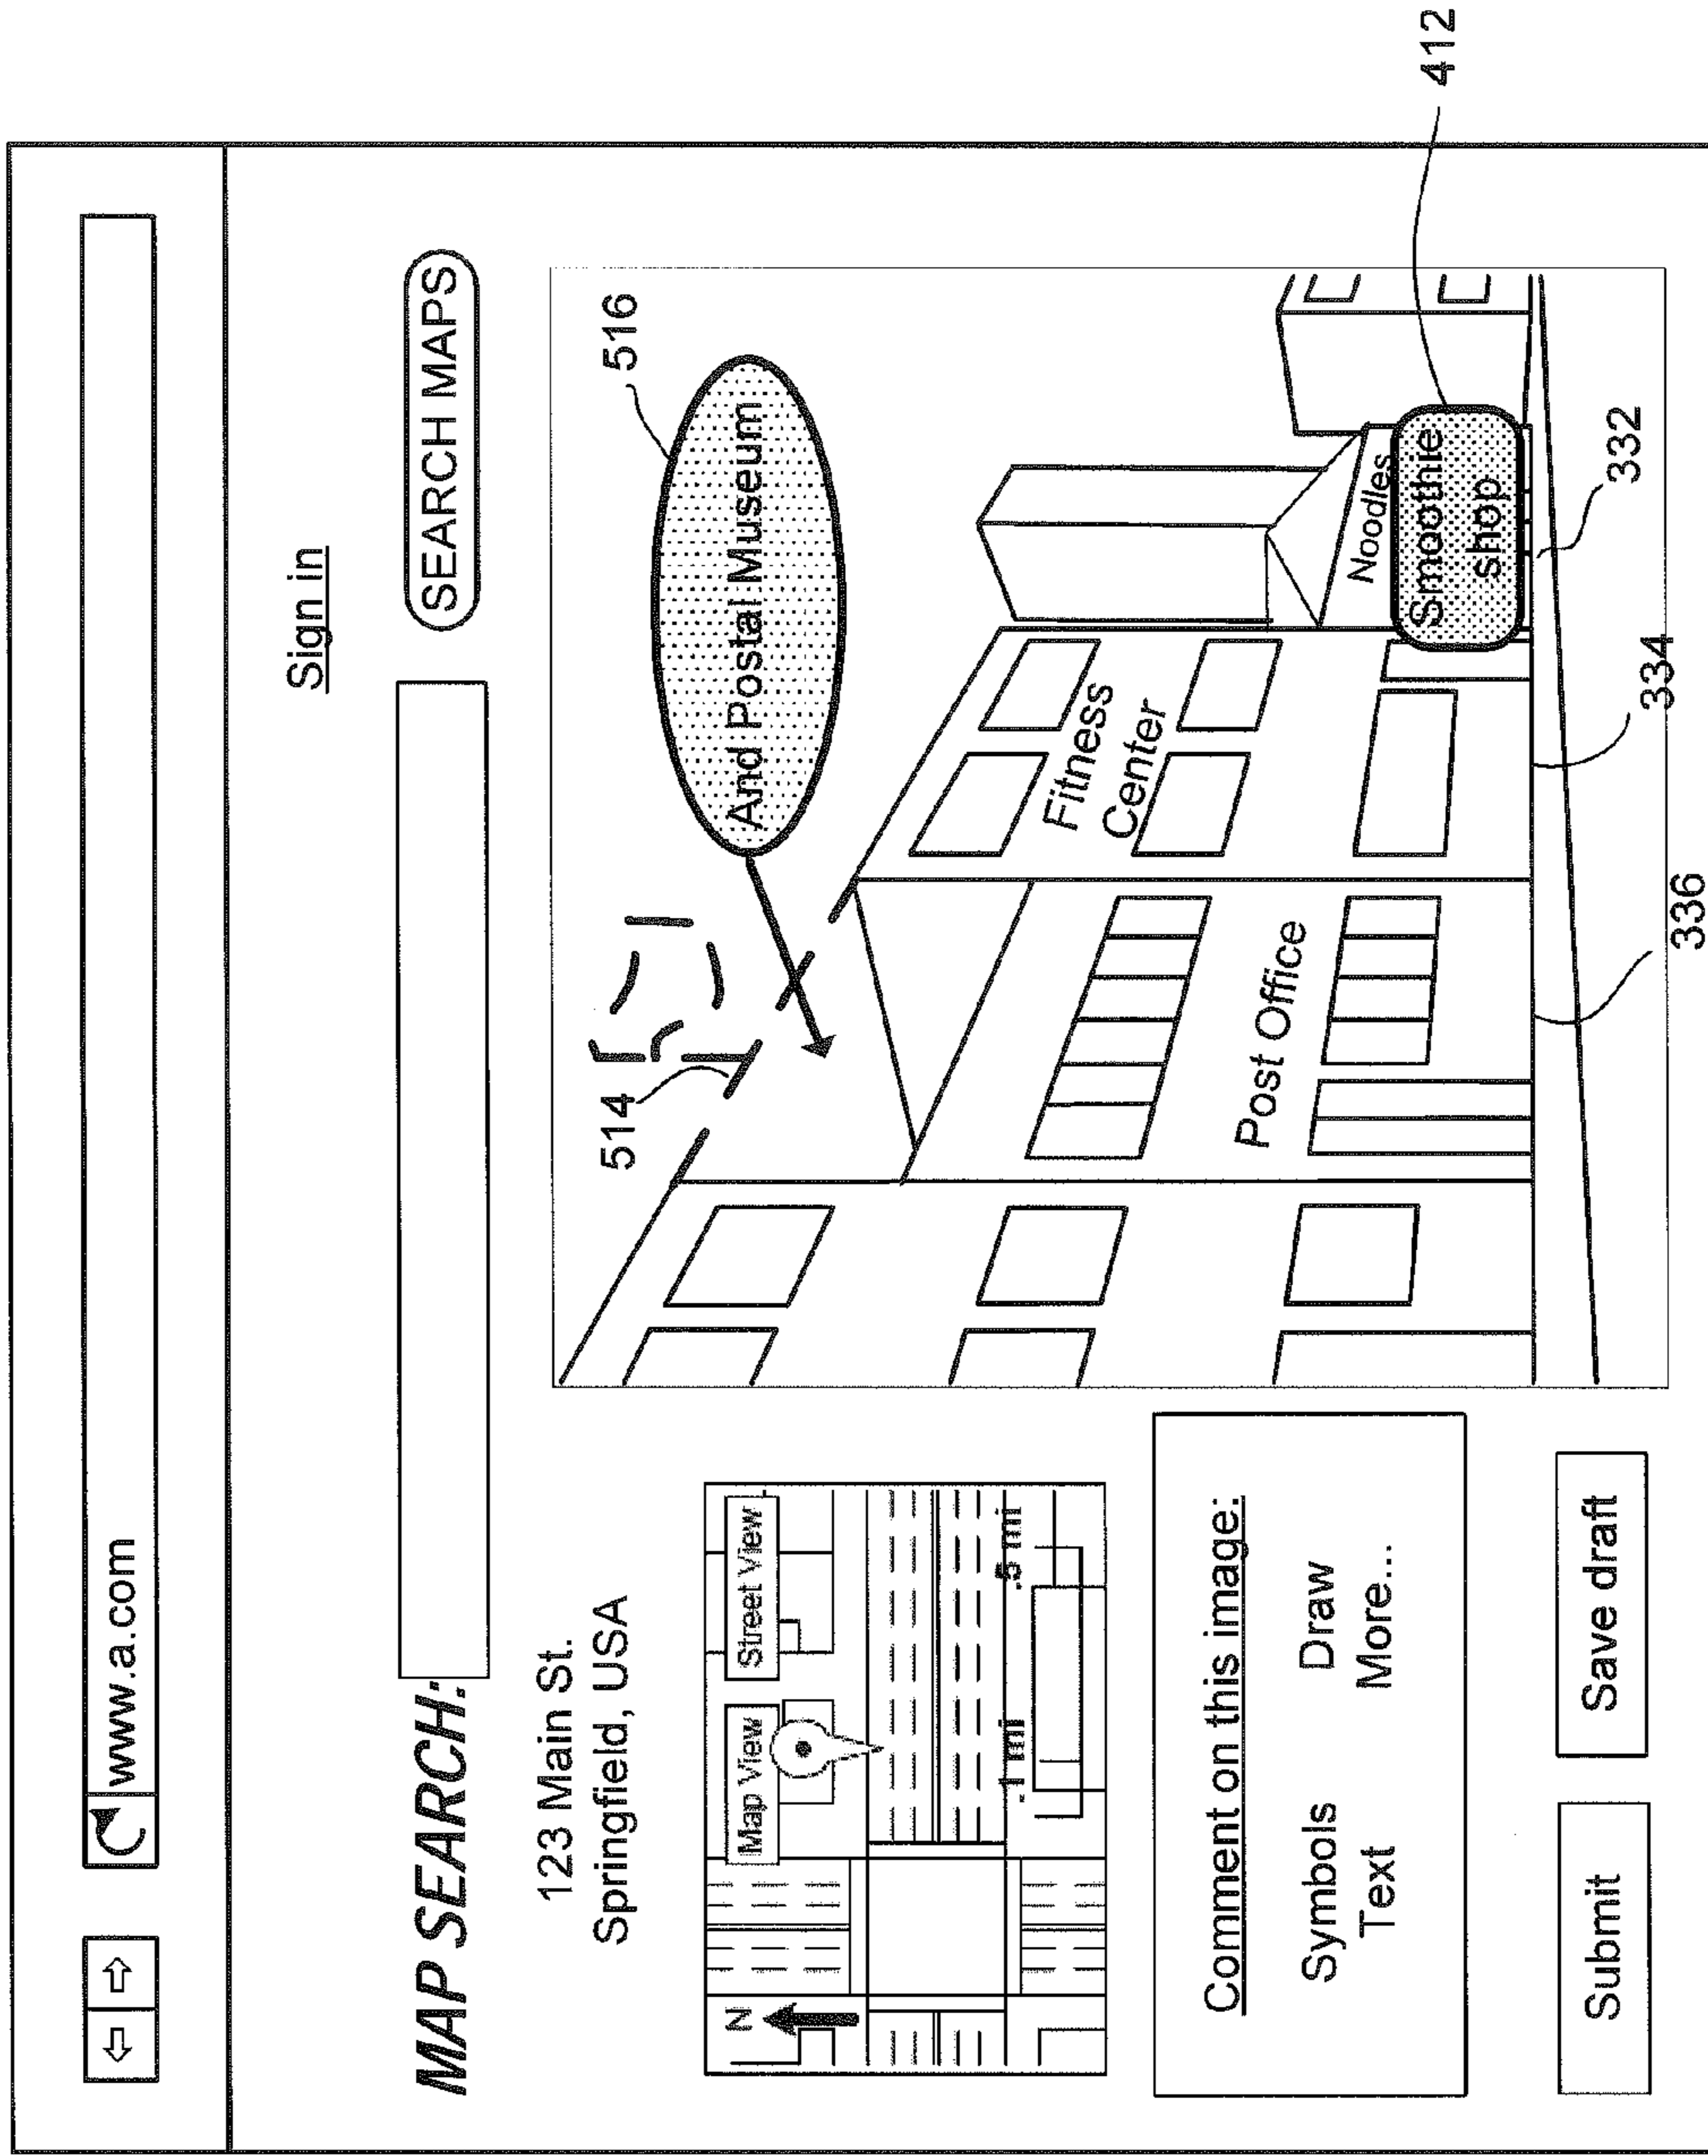 www.a.com
Sign in
MAP SEARCH:
SEARCH MAPS
123 Main St.
Springfield, USA
Map View
Street View
N
.1 mi
.5 mi
Comment on this image:
Symbols
Draw
Text
More...
Submit
Save draft
514
516
And Postal Museum
Fitness
Center
Post Office
Noodles
Smoothie
shop
412
336
334
332